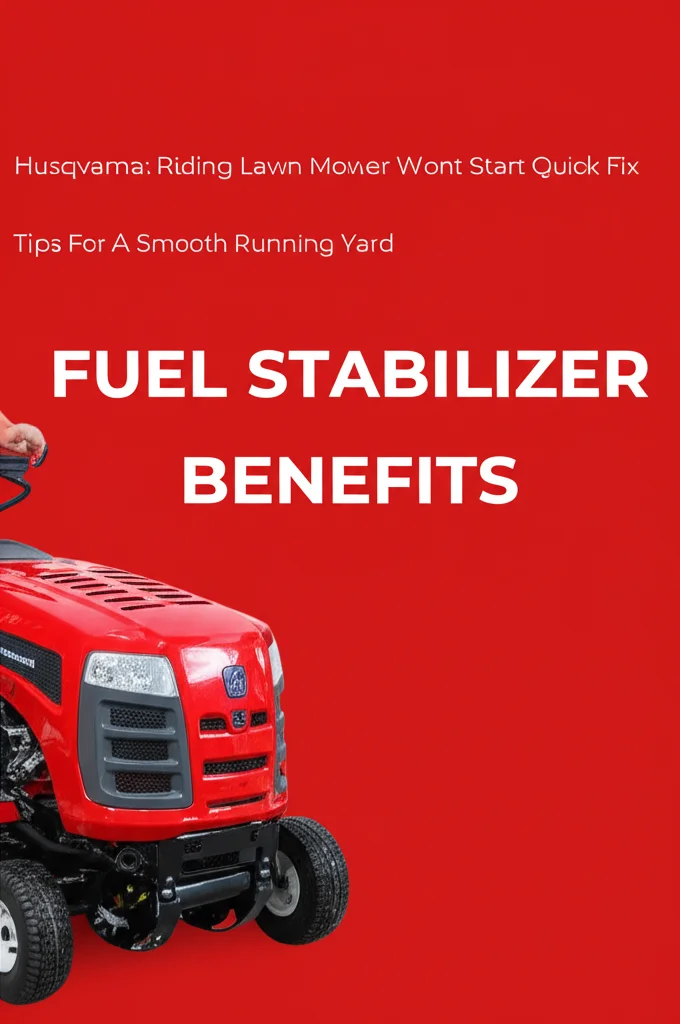 Husqvama: Riding Lawn Mower Wont Start Quick Fix
Tips For A Smooth Running Yard
FUEL STABILIZER
BENEFITS